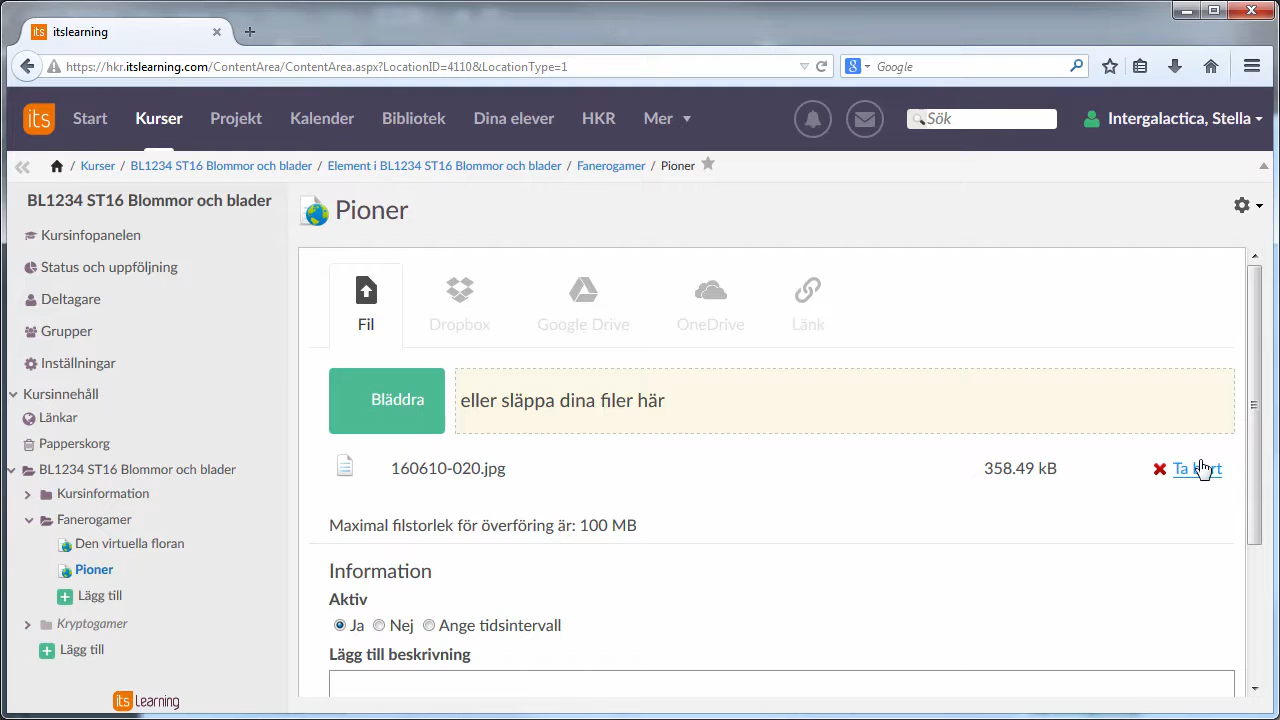 itslearning
https://hkr.itslearning.com/ContentArea/ContentArea.aspx?LocationID=4110&LocationType=1
Google
its Start Kurser Projekt Kalender Bibliotek Dina elever HKR Mer Sök Intergalactica, Stella
/ Kurser / BL1234 ST16 Blommor och blader / Element i BL1234 ST16 Blommor och blader / Fanerogamer / Pioner
BL1234 ST16 Blommor och blader
Kursinfopanelen
Status och uppföljning
Deltagare
Grupper
Inställningar
Kursinnehåll
Länkar
Papperskorg
BL1234 ST16 Blommor och blader
Kursinformation
Fanerogamer
Den virtuella floran
Pioner
Lägg till
Kryptogamer
Lägg till
its learning
Pioner
Fil Dropbox Google Drive OneDrive Länk
Bläddra eller släppa dina filer här
160610-020.jpg 358.49 kB Ta
Maximal filstorlek för överföring är: 100 MB
Information
Aktiv
Ja Nej Ange tidsintervall
Lägg till beskrivning